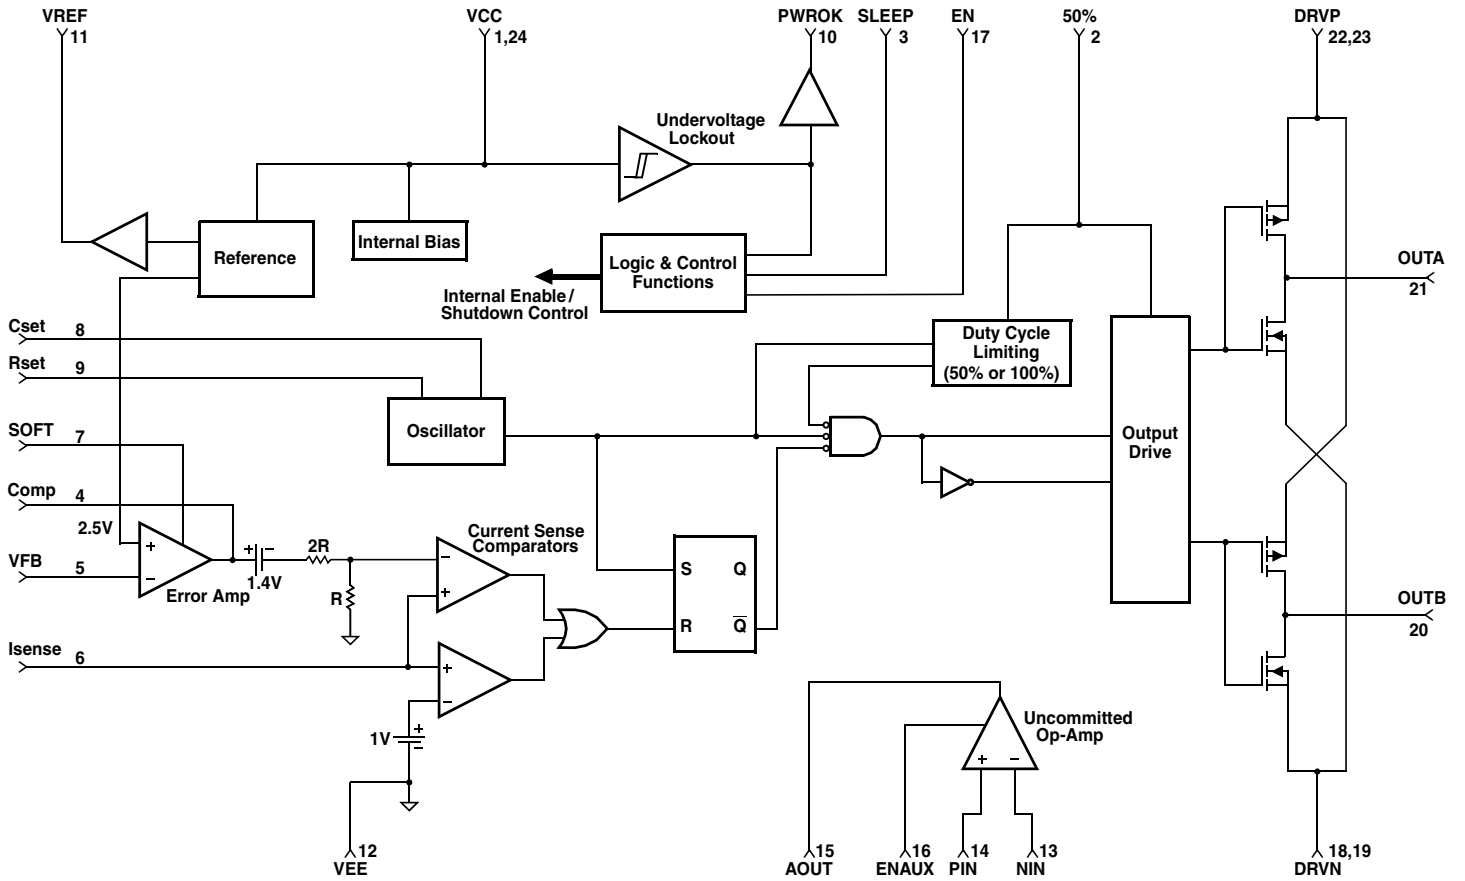 VREF
11
VCC
1,24
PWROK
10
SLEEP
3
EN
17
50%
2
DRVP
22,23
Undervoltage
Lockout
Reference
Internal Bias
Logic & Control
Functions
Internal Enable/
Shutdown Control
OUTA
21
Cset
8
Rset
9
Duty Cycle
Limiting
(50% or 100%)
Oscillator
SOFT
7
Output
Drive
Comp
4
2.5V
+
−
VFB
5
Error Amp
+ −
1.4V
2R
R
Current Sense
Comparators
−
+
S Q
R Q̅
OUTB
20
Isense
6
+
−
1V
+
−
Uncommitted
Op-Amp
+ −
12
VEE
15
AOUT
16
ENAUX
14
PIN
13
NIN
18,19
DRVN